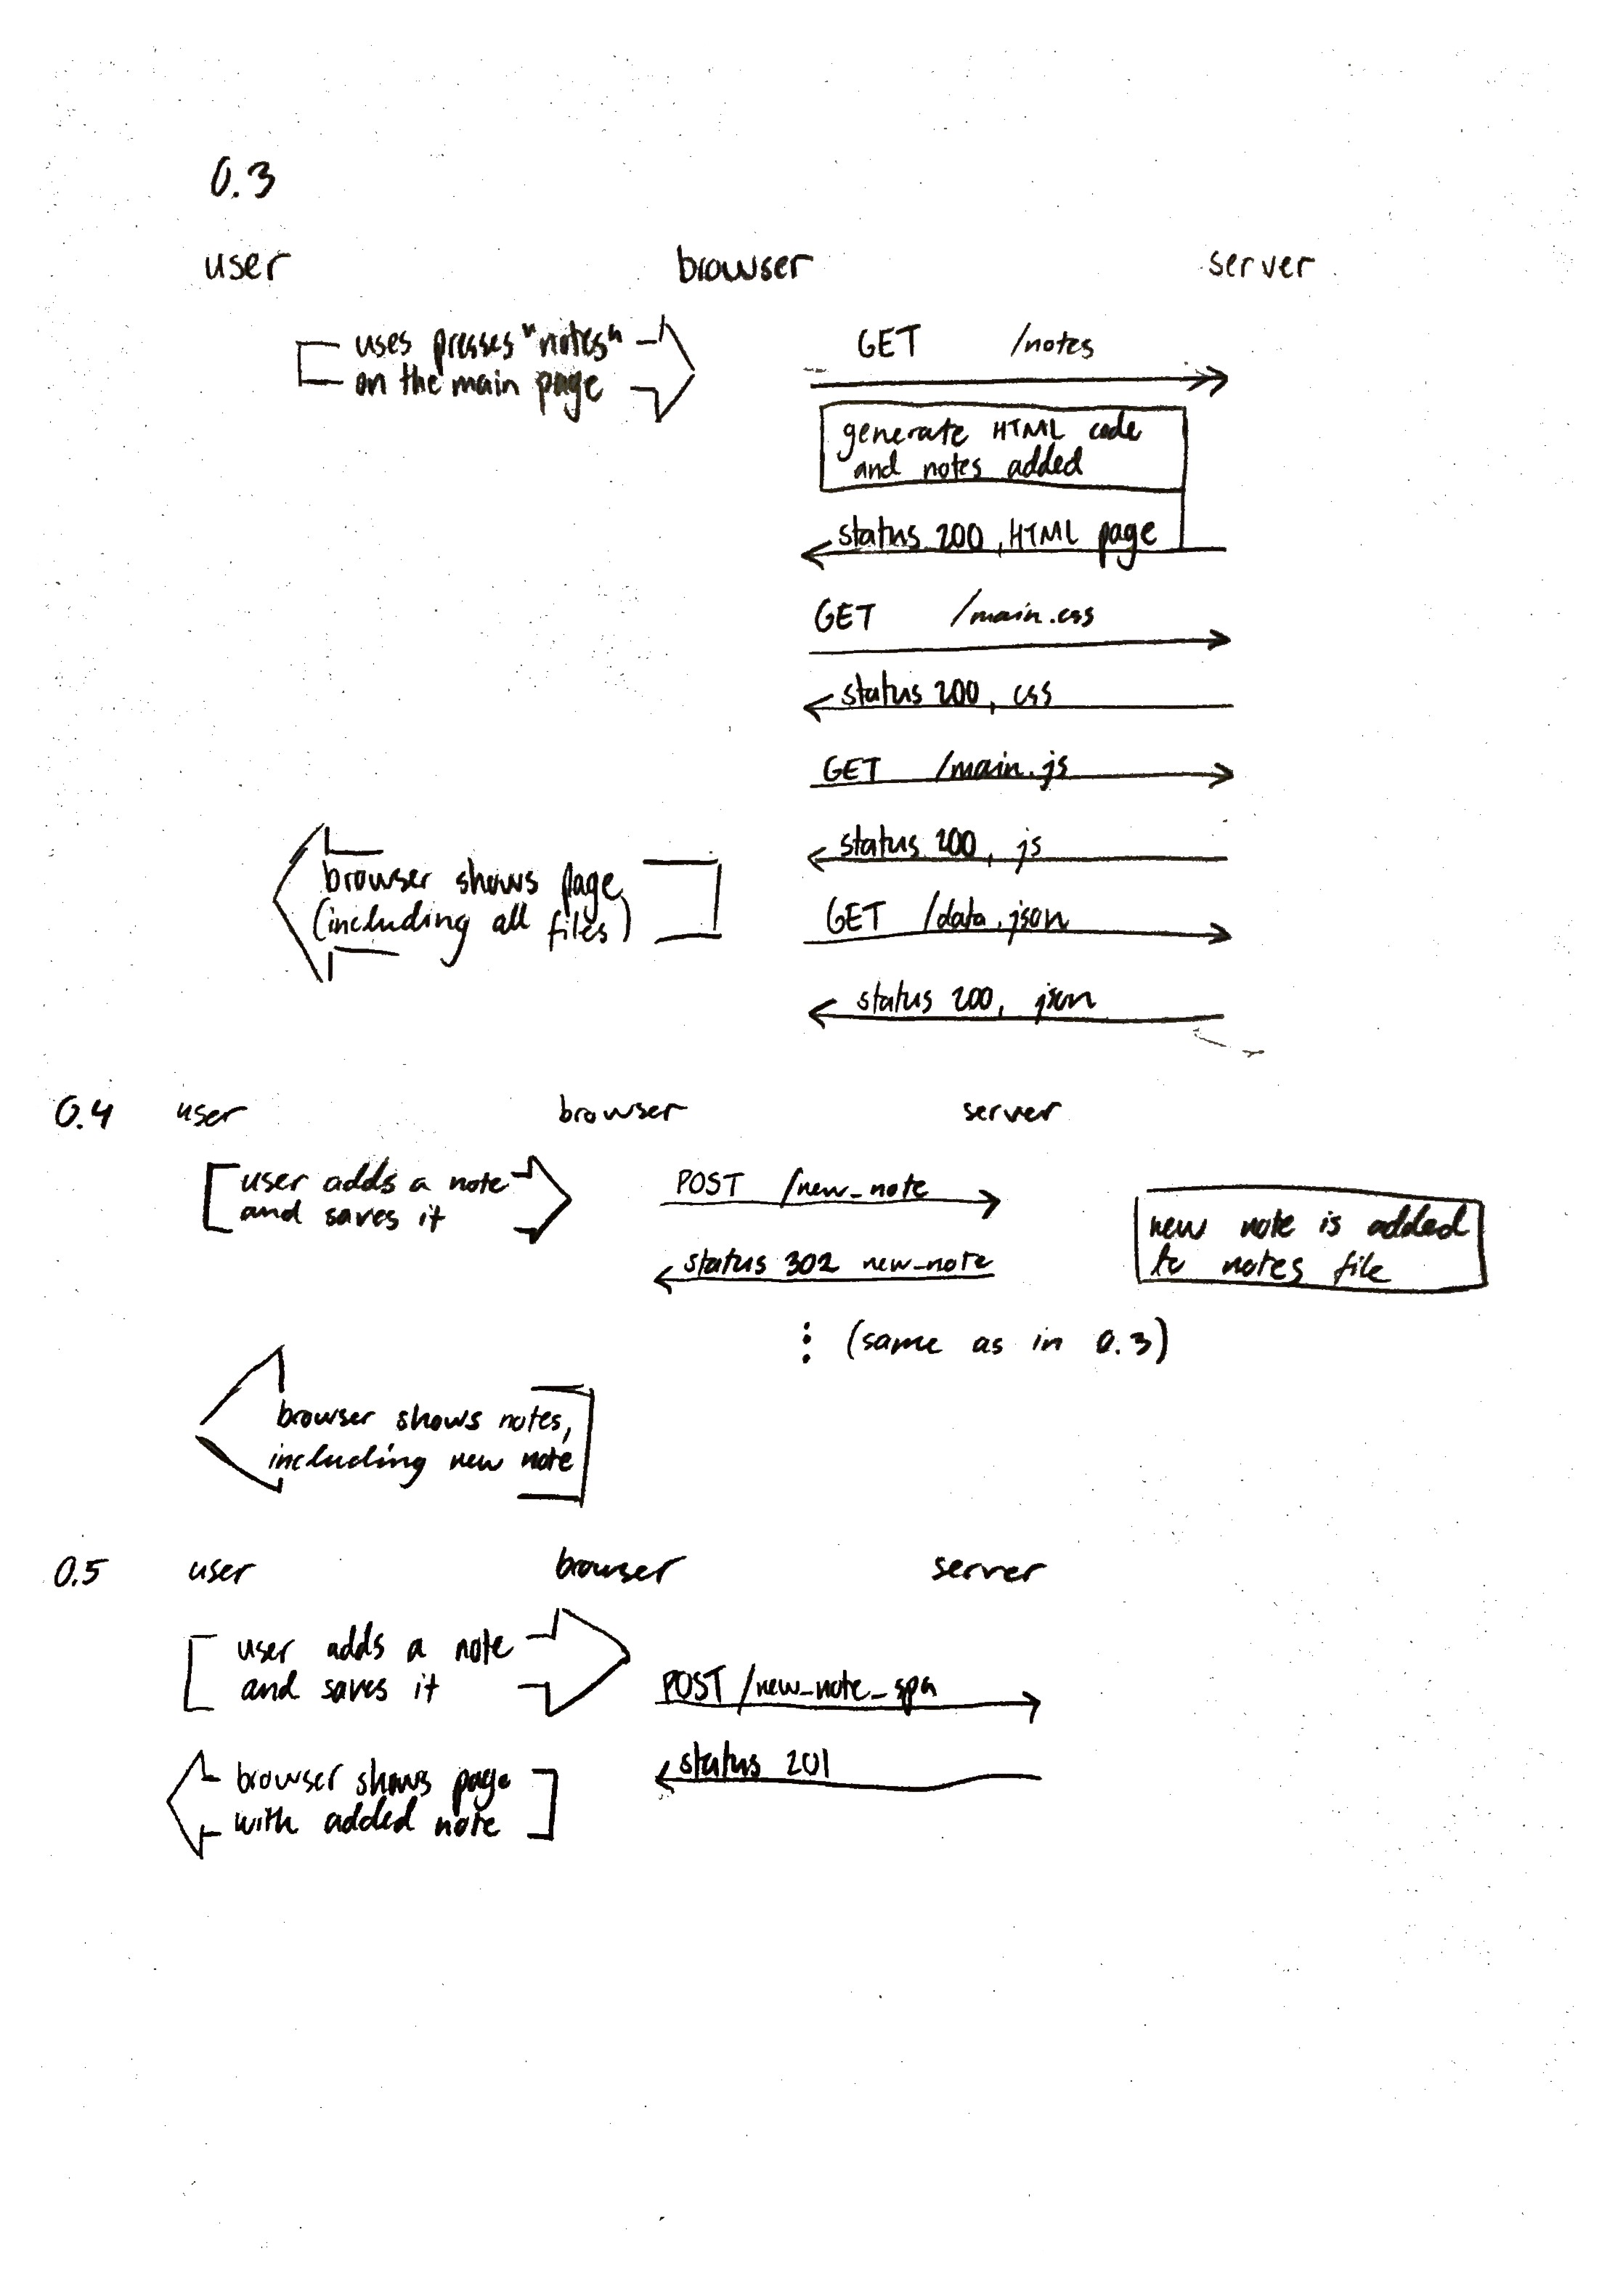 0.3
user browser server
uses presses "notes"
on the main page
GET /notes
generate HTML code
and notes added
status 200, HTML page
GET /main.css
status 200, css
GET /main.js
status 200, js
browser shows page
(including all files)
GET /data.json
status 200, json
0.4 user browser server
user adds a note
and saves it
POST /new_note
new note is added
to notes file
status 302 new_note
(same as in 0.3)
browser shows notes,
including new note
0.5 user browser server
user adds a note
and saves it
POST /new_note_spa
status 201
browser shows page
with added note